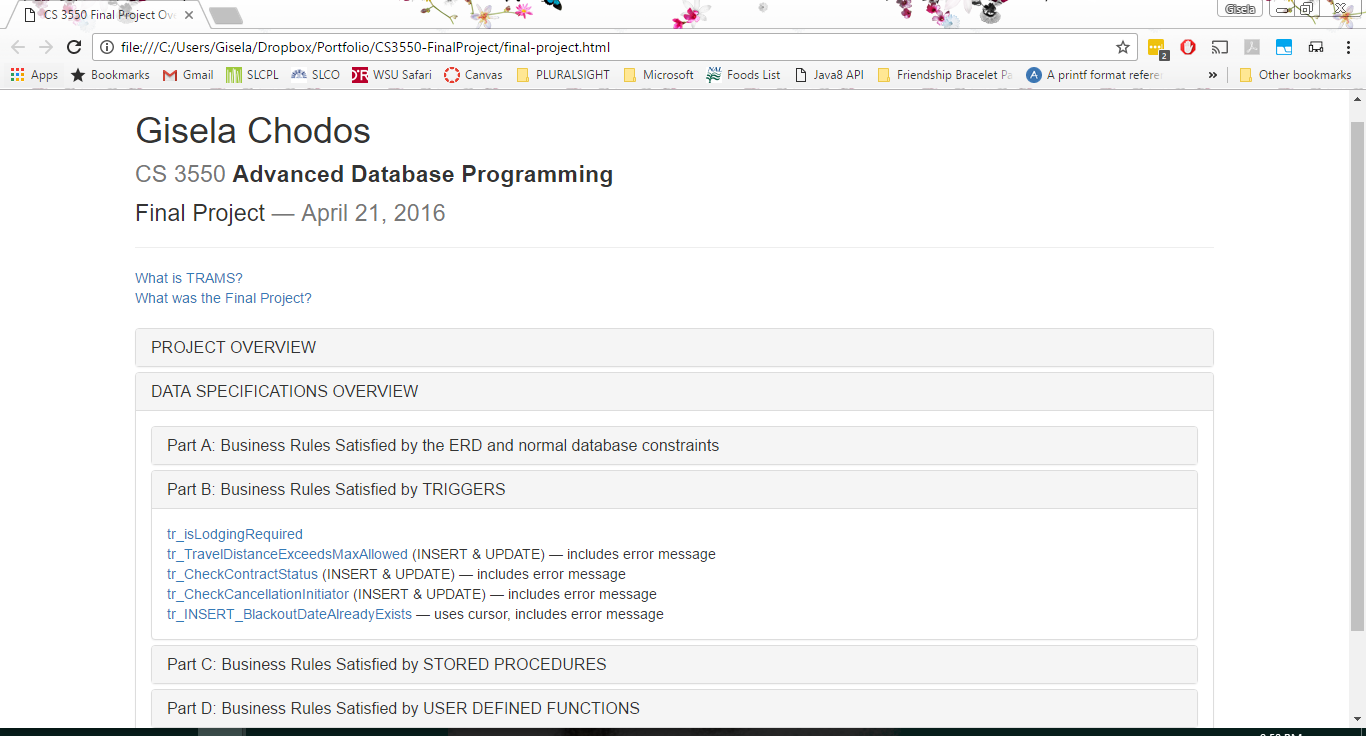 CS 3550 Final Project Ov
Gisela
file:///C:/Users/Gisela/Dropbox/Portfolio/CS3550-FinalProject/final-project.html
2
Apps Bookmarks Gmail SLCPL SLCO WSU Safari Canvas PLURALSIGHT Microsoft Foods List Java8 API Friendship Bracelet Pa A printf format refere » Other bookmarks
Gisela Chodos
CS 3550 Advanced Database Programming
Final Project — April 21, 2016
What is TRAMS?
What was the Final Project?
PROJECT OVERVIEW
DATA SPECIFICATIONS OVERVIEW
Part A: Business Rules Satisfied by the ERD and normal database constraints
Part B: Business Rules Satisfied by TRIGGERS
tr_isLodgingRequired
tr_TravelDistanceExceedsMaxAllowed (INSERT & UPDATE) — includes error message
tr_CheckContractStatus (INSERT & UPDATE) — includes error message
tr_CheckCancellationInitiator (INSERT & UPDATE) — includes error message
tr_INSERT_BlackoutDateAlreadyExists — uses cursor, includes error message
Part C: Business Rules Satisfied by STORED PROCEDURES
Part D: Business Rules Satisfied by USER DEFINED FUNCTIONS